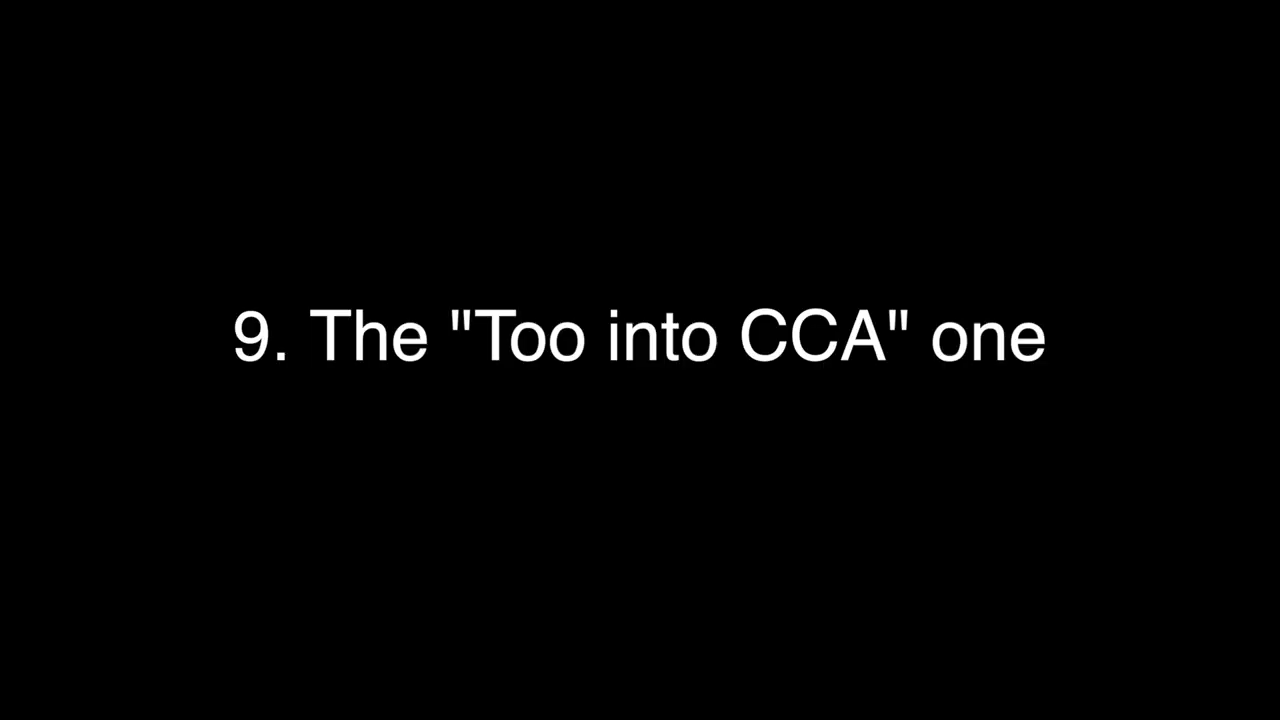 9. The "Too into CCA" one